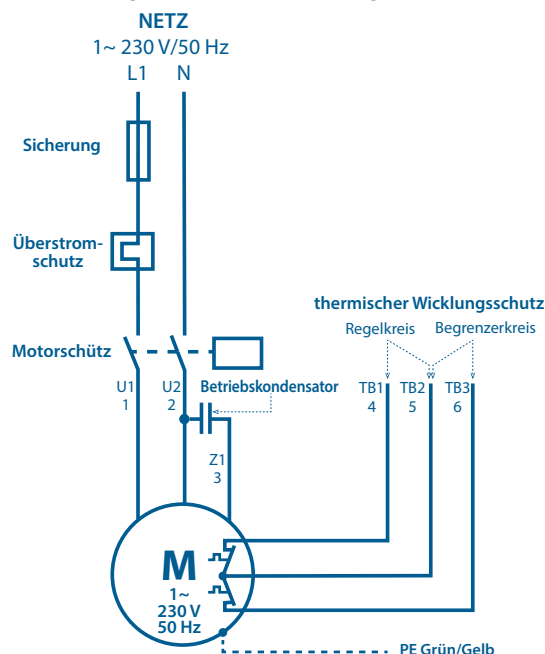 NETZ
1~ 230 V/50 Hz
L1 N
Sicherung
Überstrom-
schutz
thermischer Wicklungsschutz
Regelkreis Begrenzerkreis
Motorschütz
U1 U2 Betriebskondensator TB1 TB2 TB3
1 2 4 5 6
Z1
3
M
1~
230 V
50 Hz
PE Grün/Gelb